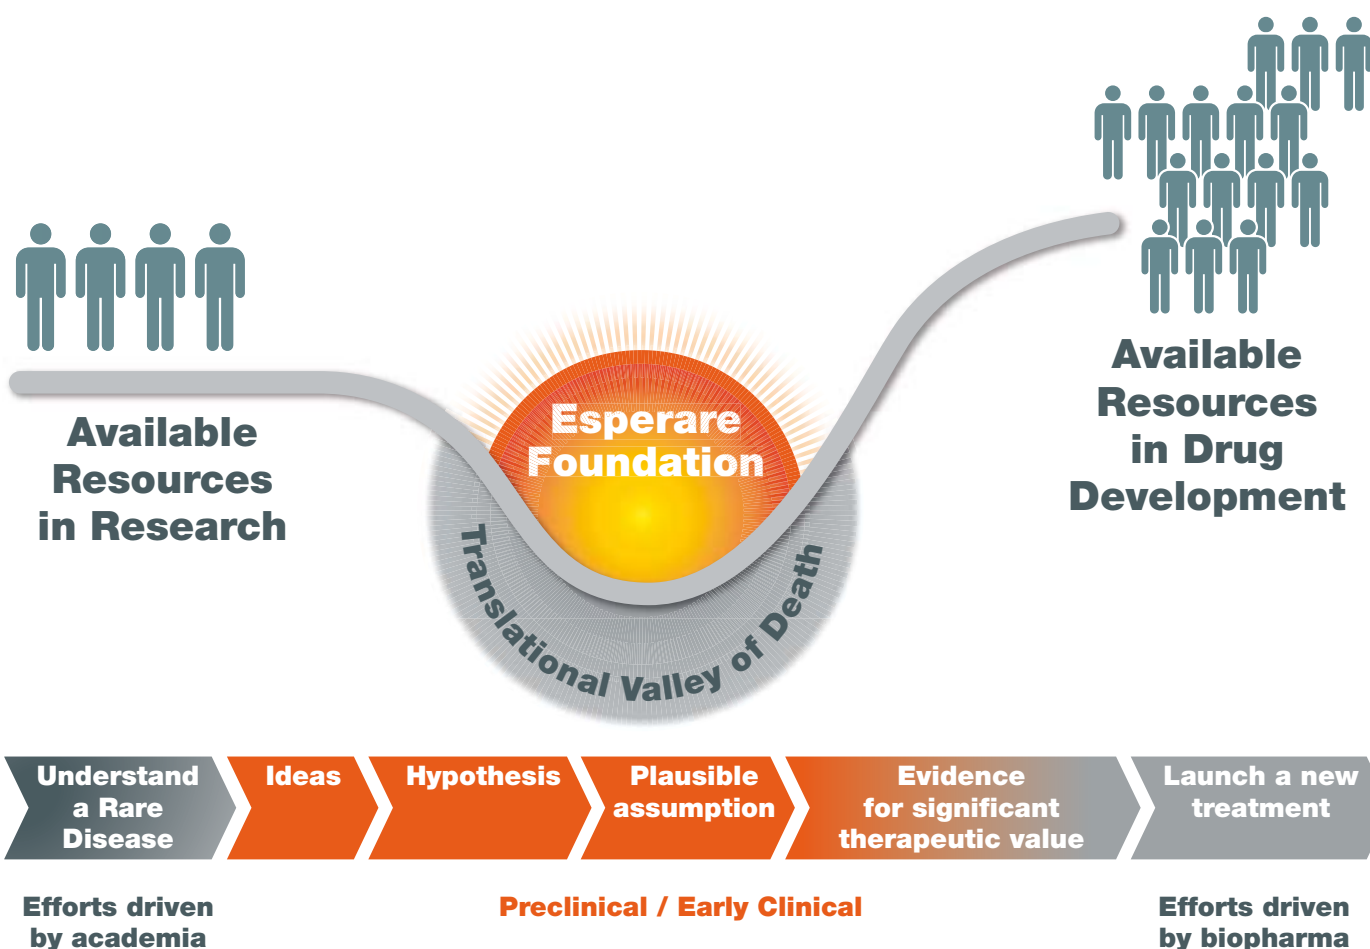 Available
Resources
in Research
Esperare
Foundation
Translational Valley of Death
Available
Resources
in Drug
Development
Understand
a Rare
Disease
Ideas
Hypothesis
Plausible
assumption
Evidence
for significant
therapeutic value
Launch a new
treatment
Efforts driven
by academia
Preclinical / Early Clinical
Efforts driven
by biopharma